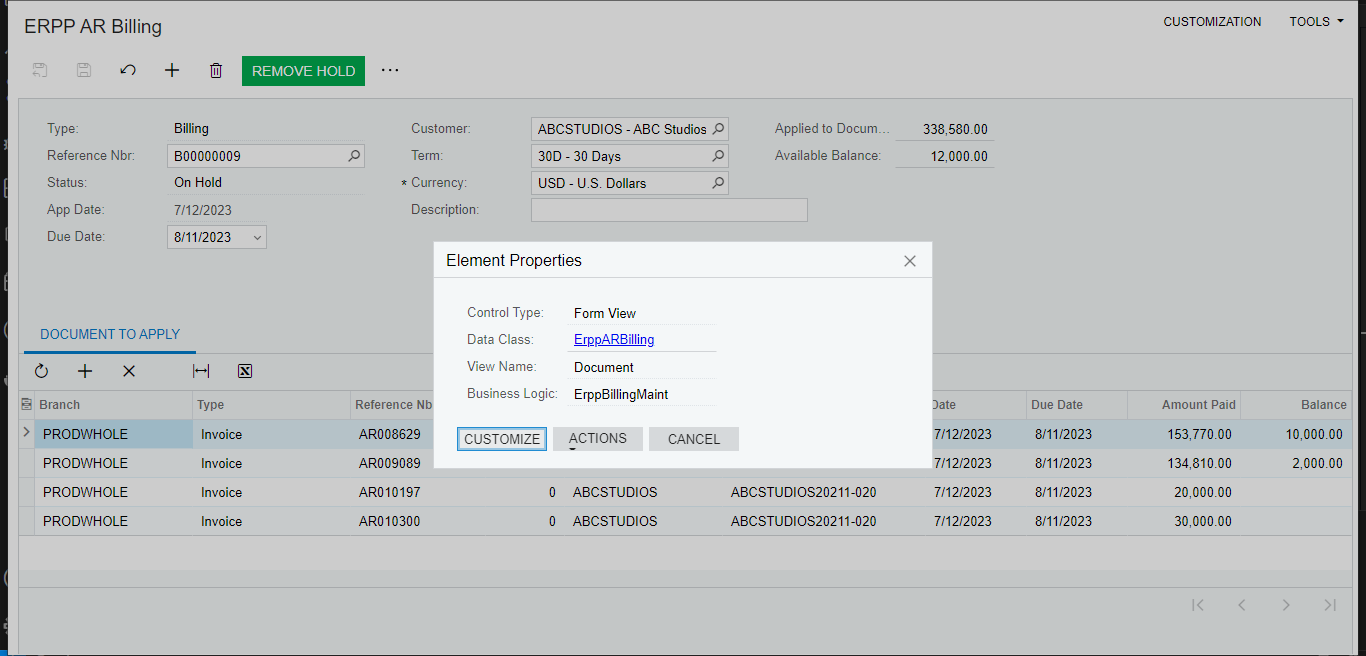 ERPP AR Billing
CUSTOMIZATION TOOLS
REMOVE HOLD ...
Type: Billing
Reference Nbr: B00000009
Status: On Hold
App Date: 7/12/2023
Due Date: 8/11/2023
Customer: ABCSTUDIOS - ABC Studios
Term: 30D - 30 Days
* Currency: USD - U.S. Dollars
Description:
Applied to Docum... 338,580.00
Available Balance: 12,000.00
Element Properties
Control Type: Form View
Data Class: ErppARBilling
View Name: Document
Business Logic: ErppBillingMaint
CUSTOMIZE ACTIONS CANCEL
DOCUMENT TO APPLY
Branch Type Reference Nb Date Due Date Amount Paid Balance
PRODWHOLE Invoice AR008629 7/12/2023 8/11/2023 153,770.00 10,000.00
PRODWHOLE Invoice AR009089 7/12/2023 8/11/2023 134,810.00 2,000.00
PRODWHOLE Invoice AR010197 0 ABCSTUDIOS ABCSTUDIOS20211-020 7/12/2023 8/11/2023 20,000.00
PRODWHOLE Invoice AR010300 0 ABCSTUDIOS ABCSTUDIOS20211-020 7/12/2023 8/11/2023 30,000.00